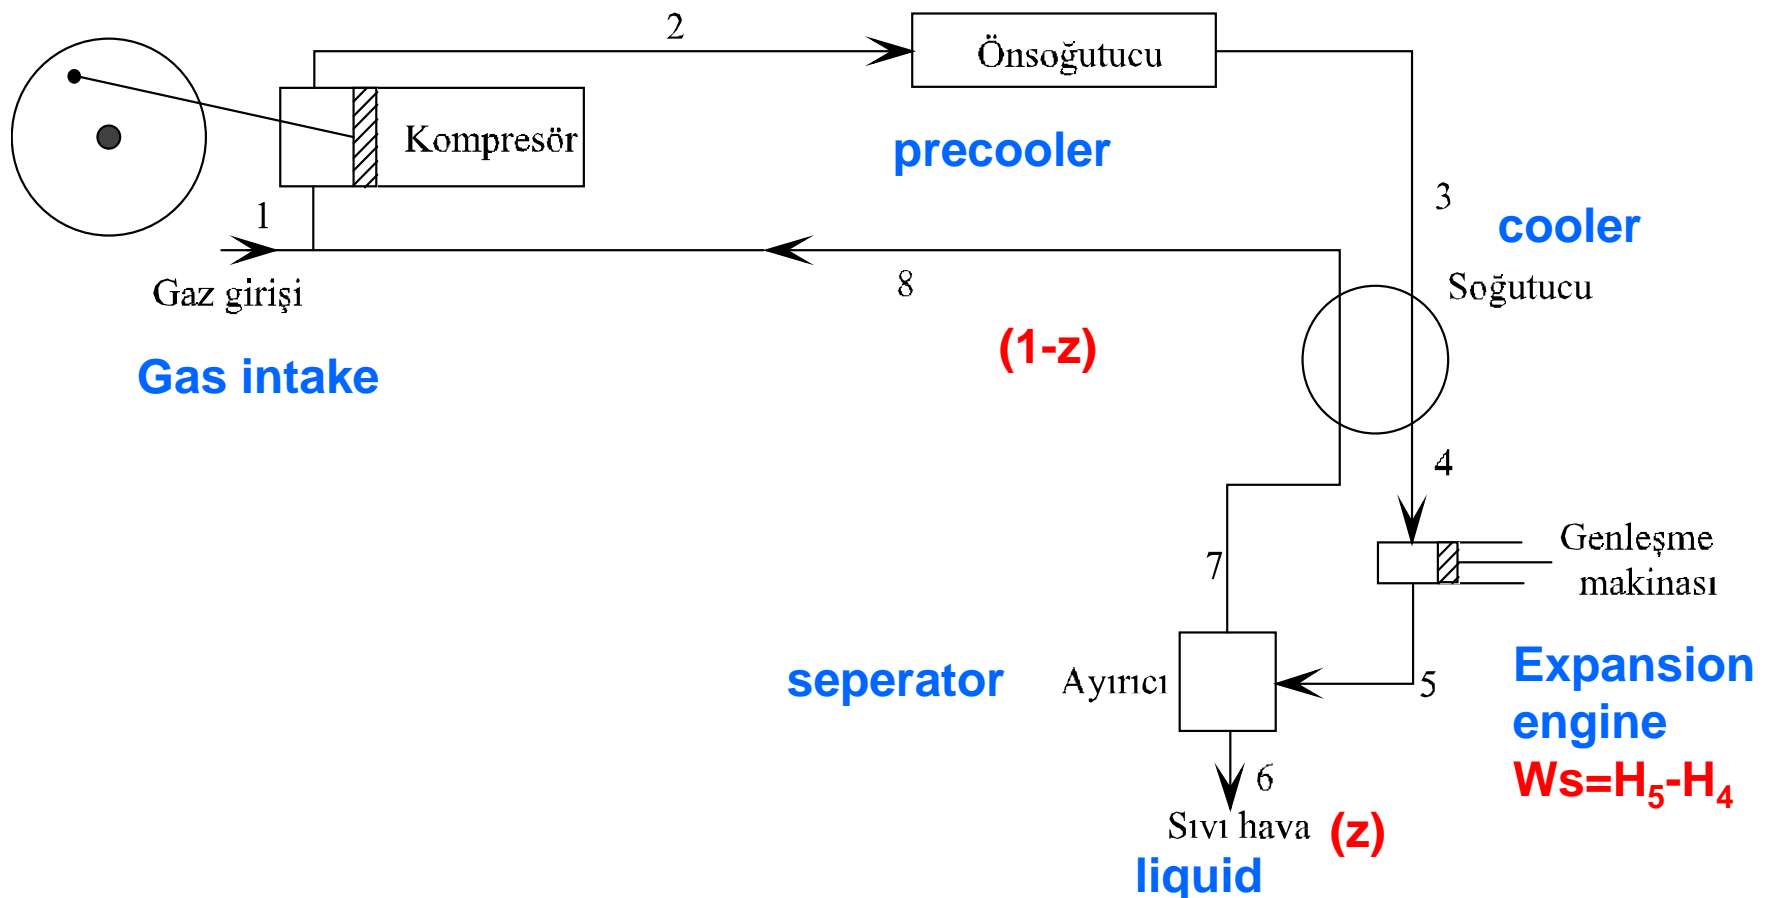 2
Önsoğutucu
Kompresör
precooler
1
3
cooler
Gaz girişi
8
Soğutucu
(1-z)
Gas intake
4
Genleşme
makinası
7
seperator
Ayırıcı
5
Expansion
engine
Ws=H₅-H₄
6
Sıvı hava (z)
liquid